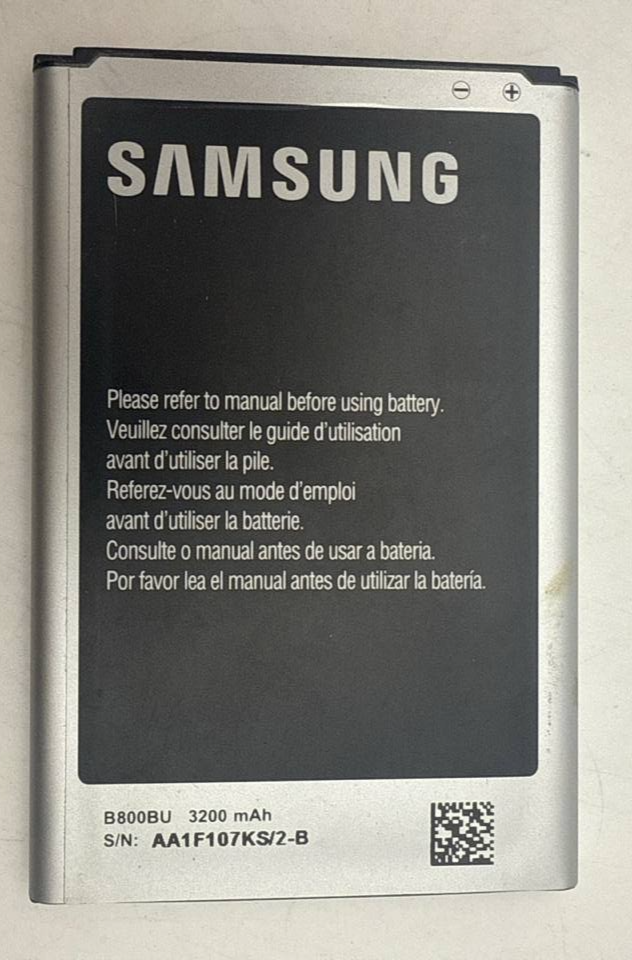 − +
SAMSUNG
Please refer to manual before using battery.
Veuillez consulter le guide d'utilisation
avant d'utiliser la pile.
Referez-vous au mode d'emploi
avant d'utiliser la batterie.
Consulte o manual antes de usar a bateria.
Por favor lea el manual antes de utilizar la batería.
B800BU 3200 mAh
S/N: AA1F107KS/2-B